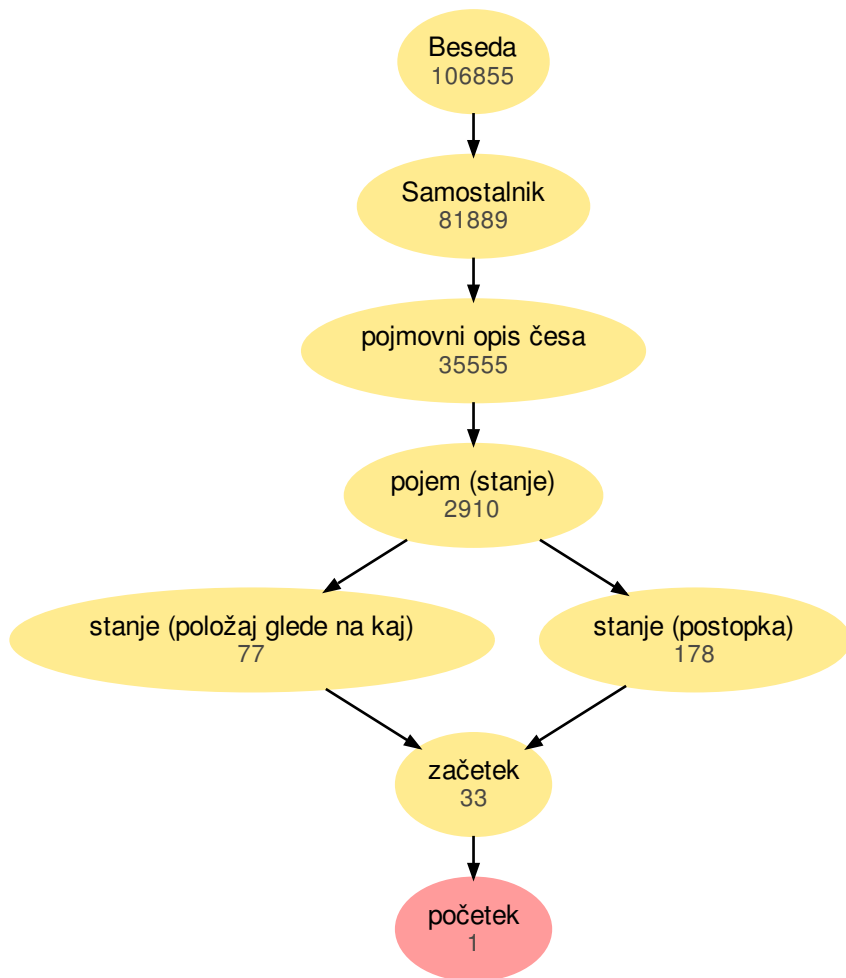 Beseda
106855
Samostalnik
81889
pojmovni opis česa
35555
pojem (stanje)
2910
stanje (položaj glede na kaj)
77
stanje (postopka)
178
začetek
33
početek
1